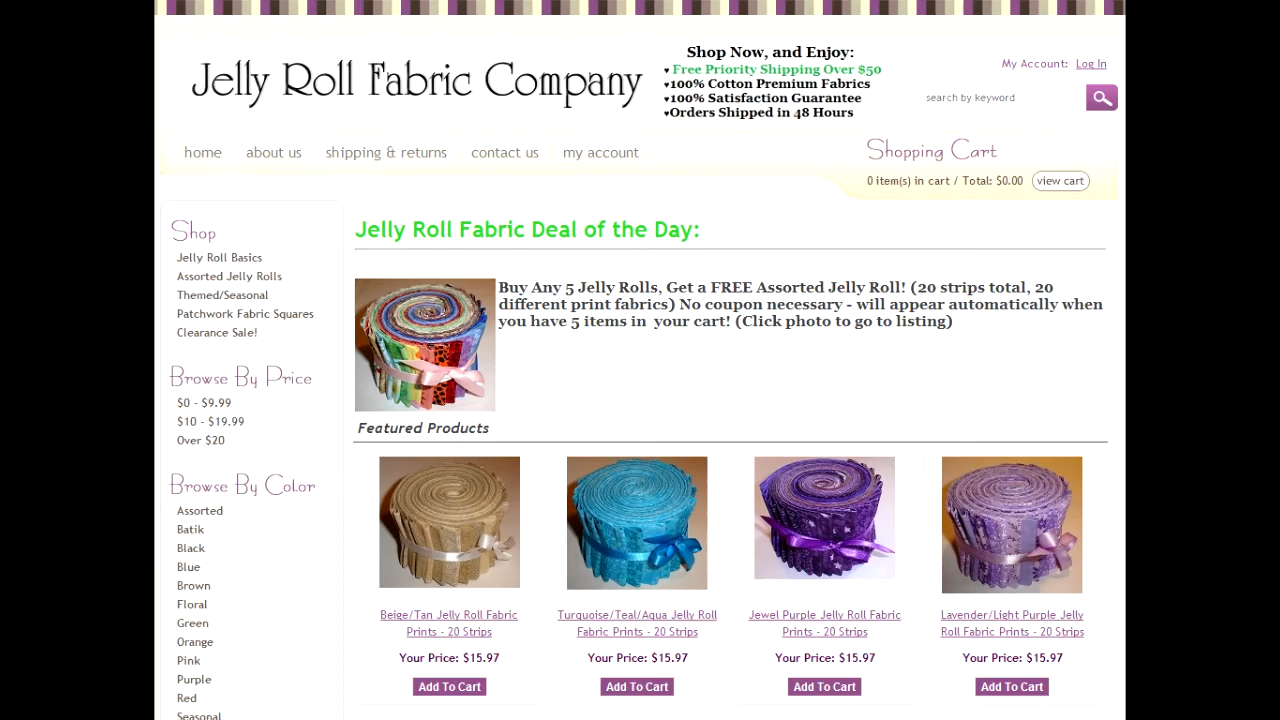 Jelly Roll Fabric Company
Shop Now, and Enjoy:
♥ Free Priority Shipping Over $50
♥100% Cotton Premium Fabrics
♥100% Satisfaction Guarantee
♥Orders Shipped in 48 Hours
My Account: Log In
search by keyword
home about us shipping & returns contact us my account
Shopping Cart
0 item(s) in cart / Total: $0.00 view cart
Shop
Jelly Roll Basics
Assorted Jelly Rolls
Themed/Seasonal
Patchwork Fabric Squares
Clearance Sale!
Browse By Price
$0 - $9.99
$10 - $19.99
Over $20
Browse By Color
Assorted
Batik
Black
Blue
Brown
Floral
Green
Orange
Pink
Purple
Red
Seasonal
Jelly Roll Fabric Deal of the Day:
Buy Any 5 Jelly Rolls, Get a FREE Assorted Jelly Roll! (20 strips total, 20
different print fabrics) No coupon necessary - will appear automatically when
you have 5 items in your cart! (Click photo to go to listing)
Featured Products
Beige/Tan Jelly Roll Fabric
Prints - 20 Strips
Your Price: $15.97
Add To Cart
Turquoise/Teal/Aqua Jelly Roll
Fabric Prints - 20 Strips
Your Price: $15.97
Add To Cart
Jewel Purple Jelly Roll Fabric
Prints - 20 Strips
Your Price: $15.97
Add To Cart
Lavender/Light Purple Jelly
Roll Fabric Prints - 20 Strips
Your Price: $15.97
Add To Cart